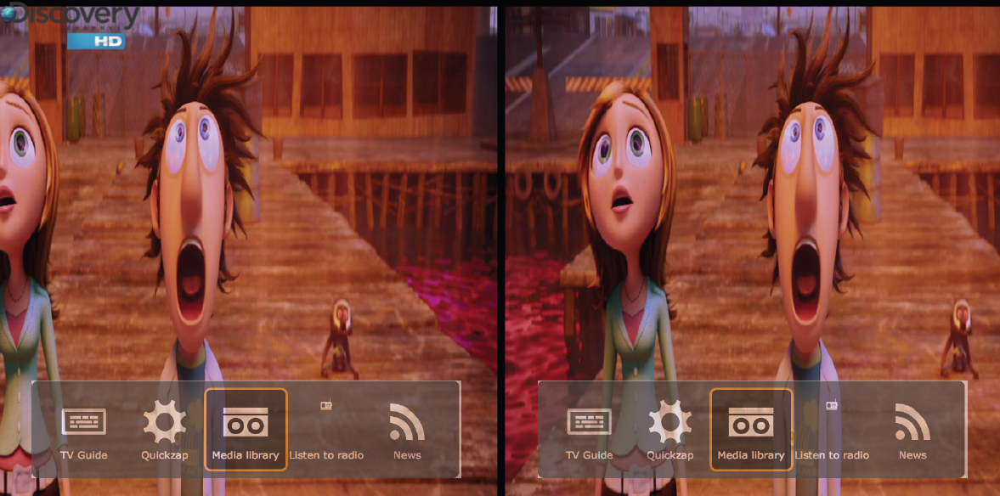 Discovery
CHANNEL
HD
TV Guide
Quickzap
Media library
Listen to radio
News
TV Guide
Quickzap
Media library
Listen to radio
News